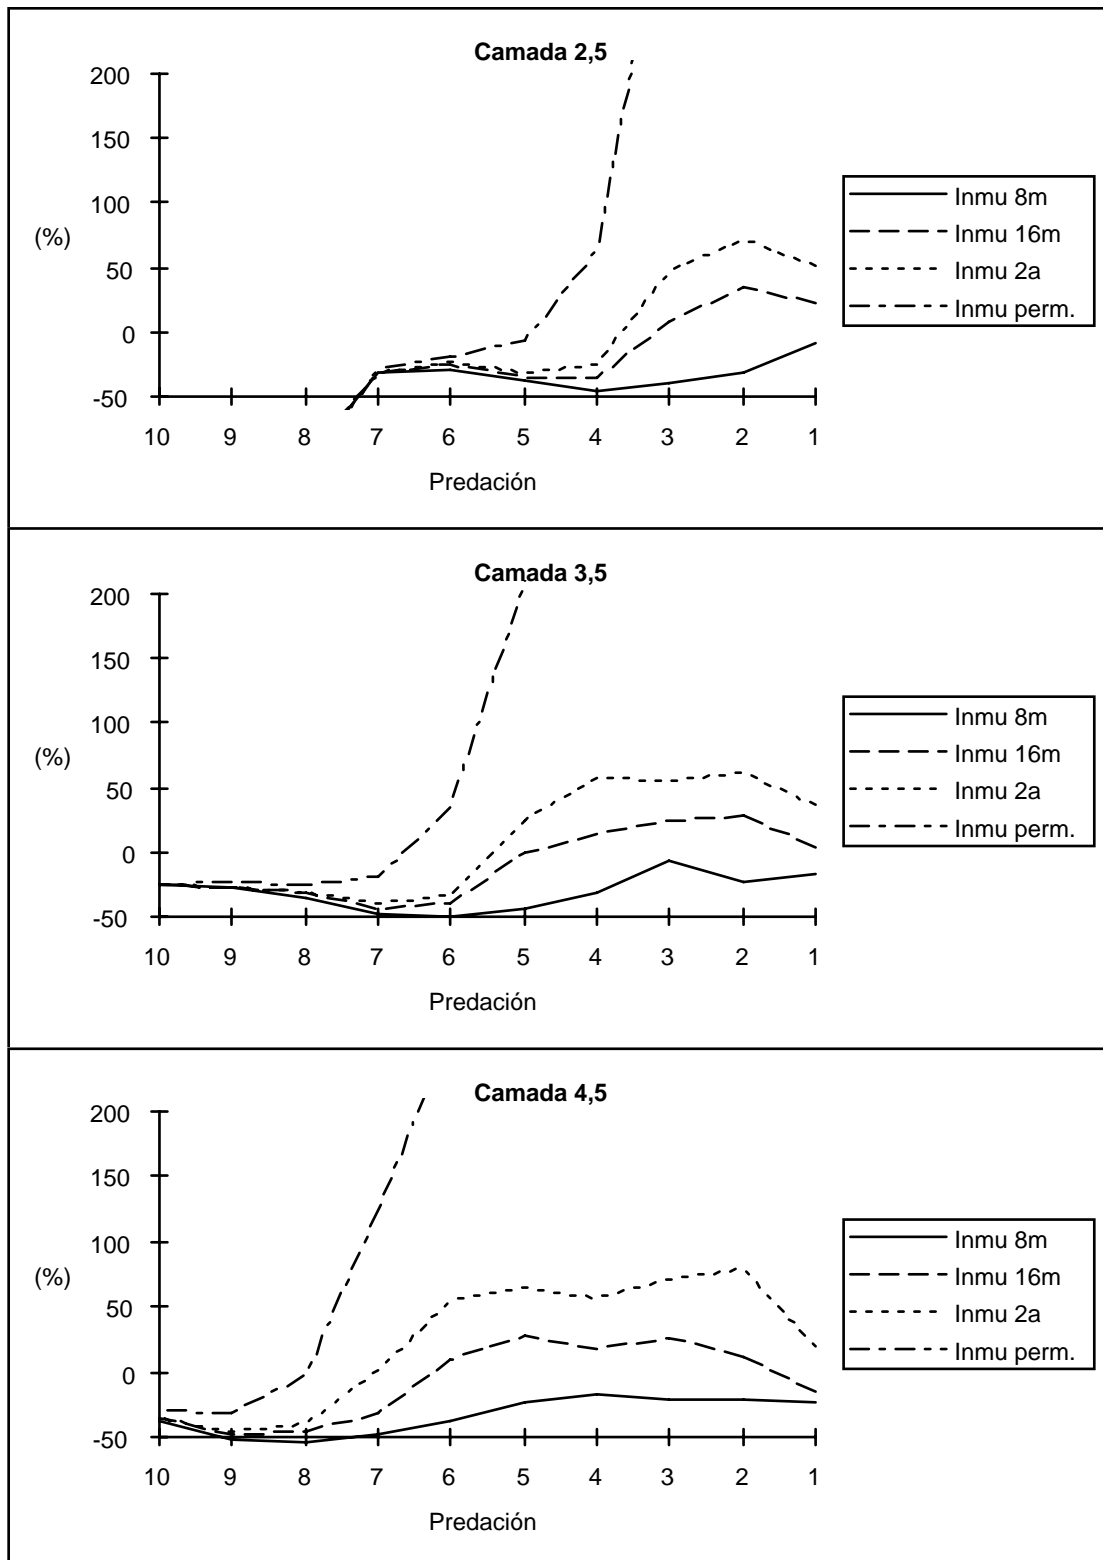 Camada 2,5
200
150
100
(%)
50
0
-50
10 9 8 7 6 5 4 3 2 1
Predación
Inmu 8m
Inmu 16m
Inmu 2a
Inmu perm.
Camada 3,5
200
150
100
(%)
50
0
-50
10 9 8 7 6 5 4 3 2 1
Predación
Inmu 8m
Inmu 16m
Inmu 2a
Inmu perm.
Camada 4,5
200
150
100
(%)
50
0
-50
10 9 8 7 6 5 4 3 2 1
Predación
Inmu 8m
Inmu 16m
Inmu 2a
Inmu perm.